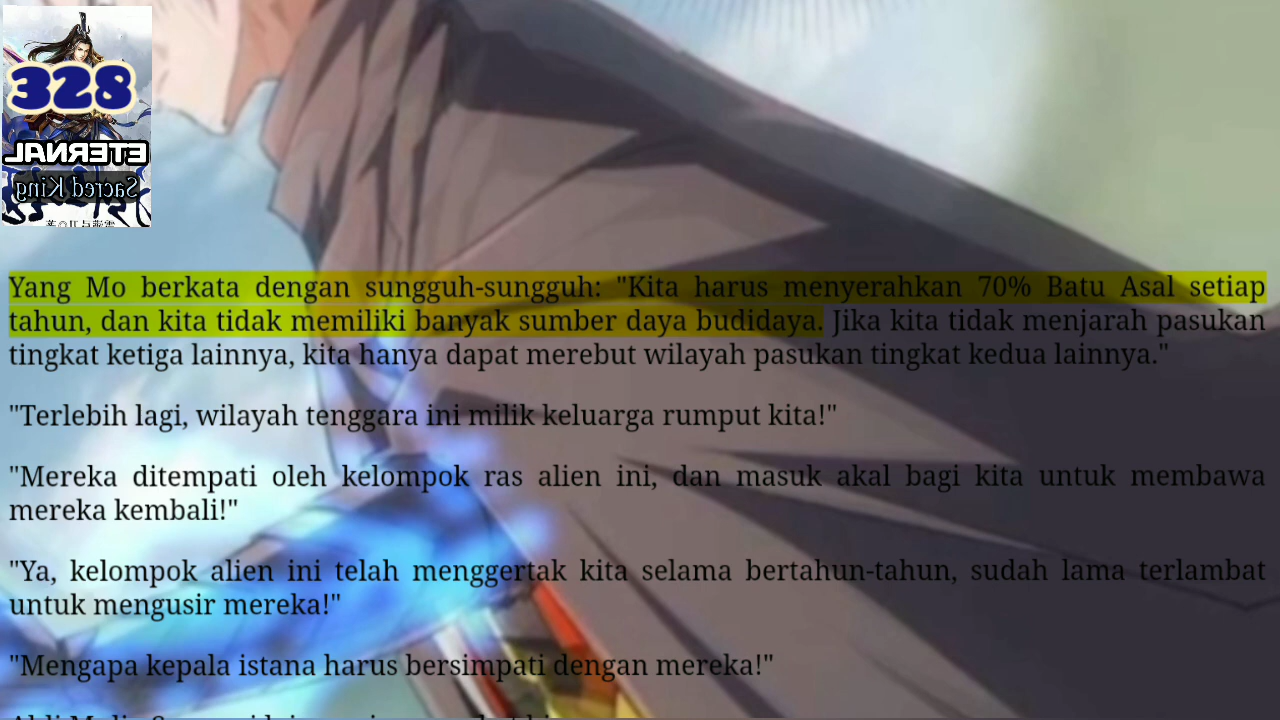 328
ETERNAL
Sacred King
Yang Mo berkata dengan sungguh-sungguh: "Kita harus menyerahkan 70% Batu Asal setiap
tahun, dan kita tidak memiliki banyak sumber daya budidaya. Jika kita tidak menjarah pasukan
tingkat ketiga lainnya, kita hanya dapat merebut wilayah pasukan tingkat kedua lainnya."
"Terlebih lagi, wilayah tenggara ini milik keluarga rumput kita!"
"Mereka ditempati oleh kelompok ras alien ini, dan masuk akal bagi kita untuk membawa
mereka kembali!"
"Ya, kelompok alien ini telah menggertak kita selama bertahun-tahun, sudah lama terlambat
untuk mengusir mereka!"
"Mengapa kepala istana harus bersimpati dengan mereka!"